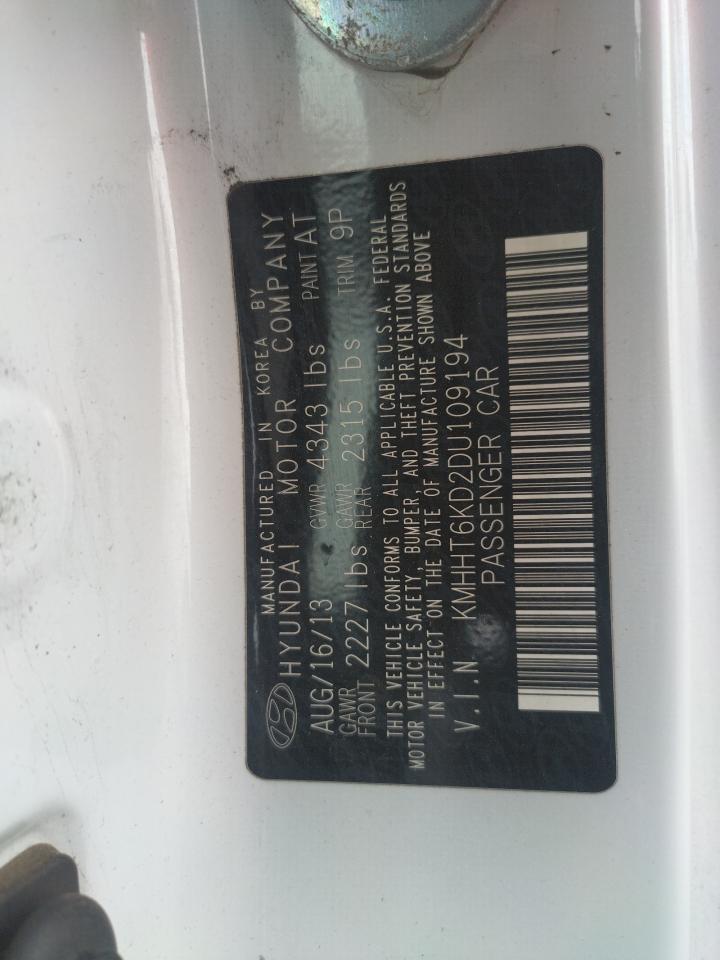 MANUFACTURED IN KOREA BY
HYUNDAI MOTOR COMPANY
AUG/16/13 GVWR 4343 lbs PAINT AT
GAWR FRONT 2227 lbs GAWR REAR 2315 lbs TRIM 9P
THIS VEHICLE CONFORMS TO ALL APPLICABLE U.S.A. FEDERAL
MOTOR VEHICLE SAFETY, BUMPER, AND THEFT PREVENTION STANDARDS
IN EFFECT ON THE DATE OF MANUFACTURE SHOWN ABOVE
V.I.N KMHHT6KD2DU109194
PASSENGER CAR